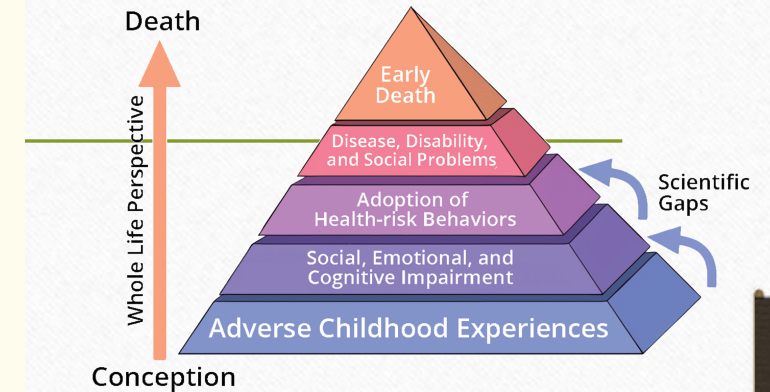 Death
Whole Life Perspective
Conception
Early
Death
Disease, Disability,
and Social Problems
Adoption of
Health-risk Behaviors
Social, Emotional, and
Cognitive Impairment
Adverse Childhood Experiences
Scientific
Gaps